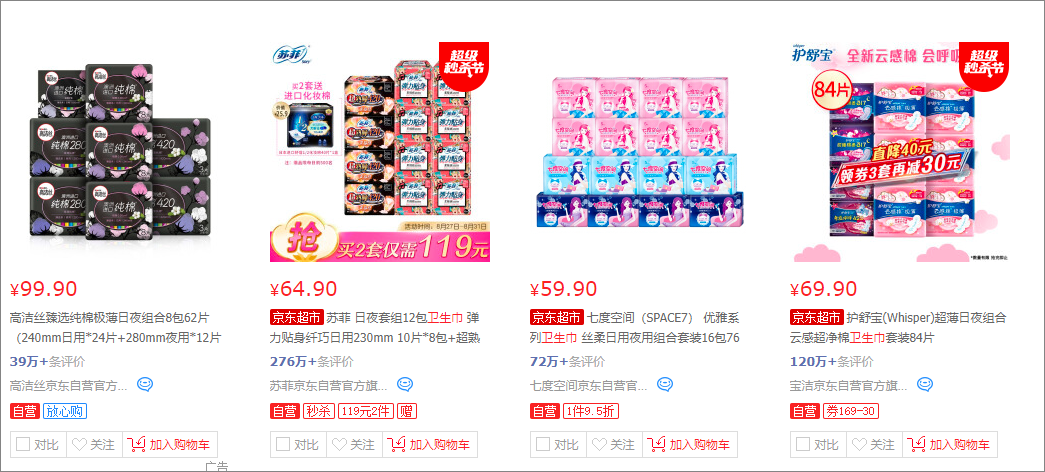 高洁丝
纯棉
苏菲
买2套送
进口化妆棉
超级
秒杀节
弹力贴身
抢
活动时间：8月27日-8月31日
买2套仅需119元
七度空间
护舒宝
全新云感棉 会呼吸
超级
秒杀节
84片
直降40元
领券3套再减30元
¥99.90
高洁丝臻选纯棉极薄日夜组合8包62片
（240mm日用*24片+280mm夜用*12片
39万+条评价
高洁丝京东自营官方...
自营 放心购
对比 关注 加入购物车
广告
¥64.90
京东超市 苏菲 日夜套组12包卫生巾 弹
力贴身纤巧日用230mm 10片*8包+超熟
276万+条评价
苏菲京东自营官方旗...
自营 秒杀 119元2件 赠
对比 关注 加入购物车
¥59.90
京东超市 七度空间（SPACE7） 优雅系
列卫生巾 丝柔日用夜用组合套装16包76
72万+条评价
七度空间京东自营官...
自营 1件9.5折
对比 关注 加入购物车
¥69.90
京东超市 护舒宝(Whisper)超薄日夜组合
云感超净棉卫生巾套装84片
120万+条评价
宝洁京东自营官方旗...
自营 券169-30
对比 关注 加入购物车